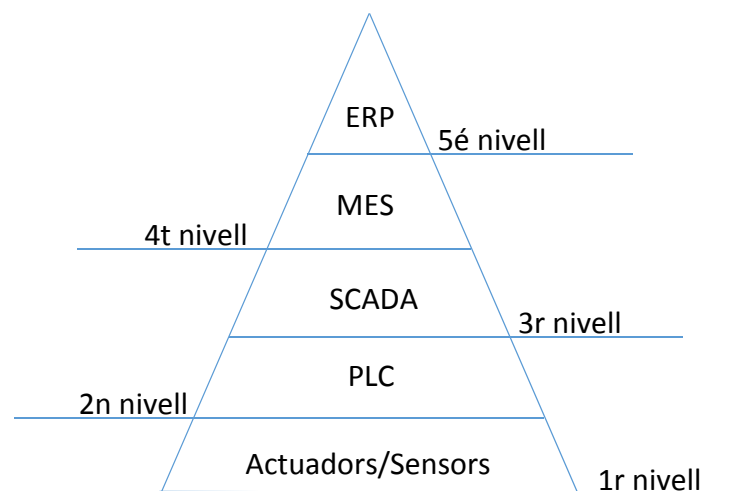 ERP
5é nivell
MES
4t nivell
SCADA
3r nivell
PLC
2n nivell
Actuadors/Sensors
1r nivell